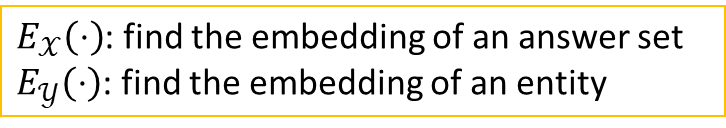 E_𝒳(·): find the embedding of an answer set
E_𝒴(·): find the embedding of an entity